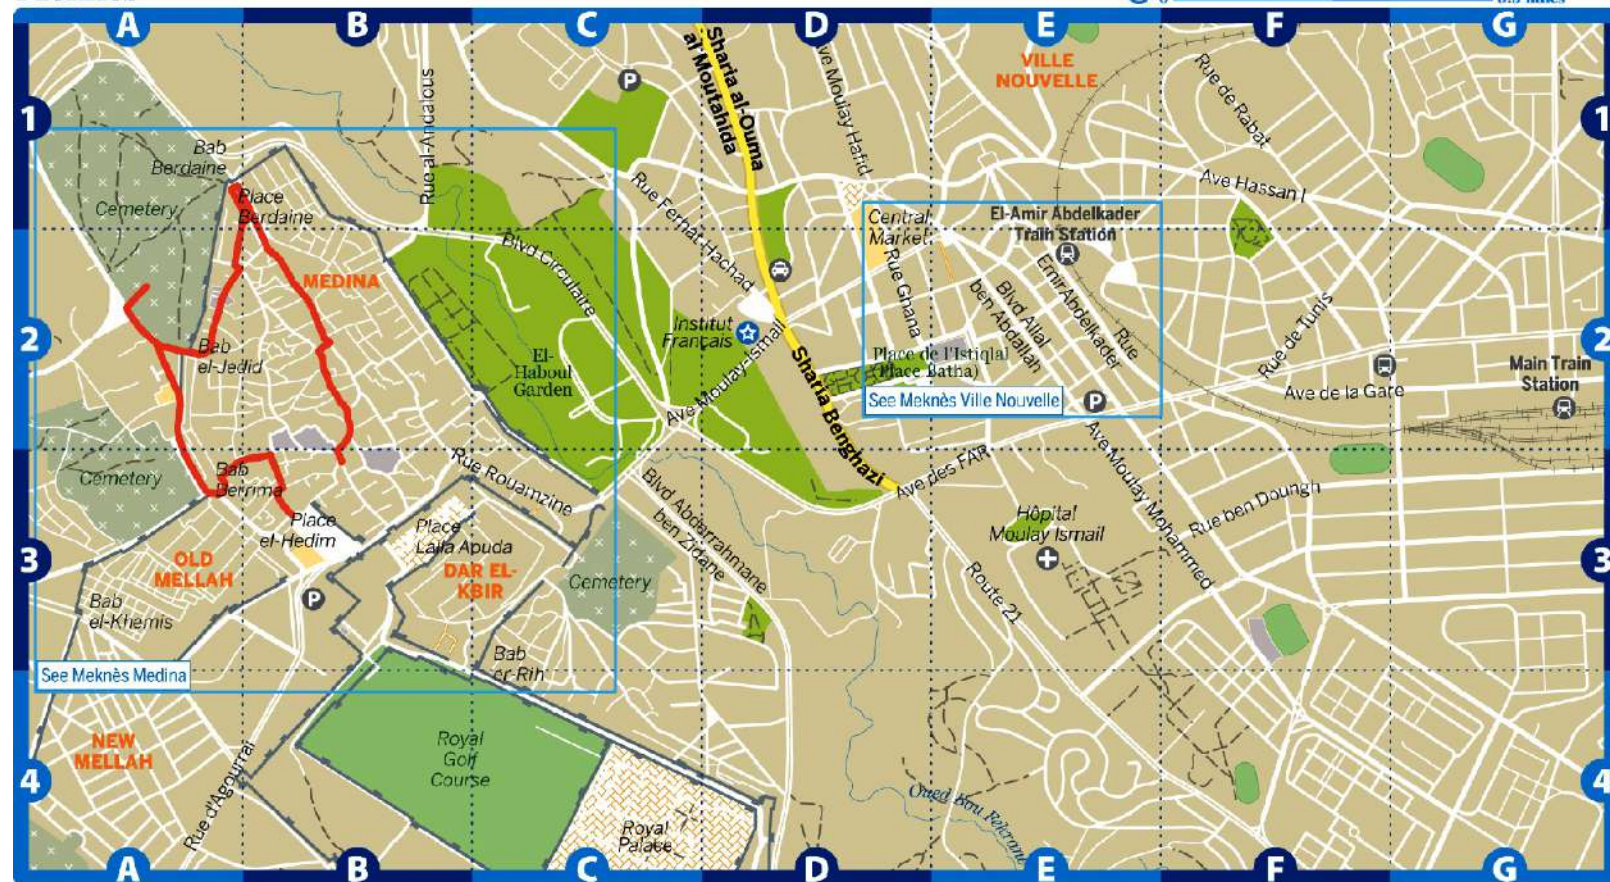 A B C D E F G
1
VILLE
NOUVELLE
Sharia al-Ouma
al Moutahida
Ave Moulay Hafid
Rue de Rabat
P
1
Bab
Berdaine
Rue al-Andalous
Cemetery
Place
Berdaine
Rue Ferhat Hachad
Ave Hassan I
Central
Market
El-Amir Abdelkader
Train Station
MEDINA
Blvd Circulaire
Rue Ghana
Emir Abdelkader
Rue
Blvd Allal
ben Abdallah
2
Bab
el-Jedid
El-
Haboul
Garden
Institut
Français
Ave Moulay Ismail
Sharia Benghazi
Place de l'Istiqlal
(Place Batha)
See Meknès Ville Nouvelle
P
Rue de Tunis
Ave de la Gare
Main Train
Station
2
Cemetery
Bab
Berrima
Rue Rouamzine
Blvd Abderrahmane
ben Zidane
Ave des FAR
Ave Moulay Mohammed
Rue ben Doungh
3
Place
el-Hedim
Place
Lalla Apuda
Hôpital
Moulay Ismail
OLD
MELLAH
DAR EL-
KBIR
Cemetery
Route 21
3
P
Bab
el-Khemis
Bab
er-Rih
See Meknès Medina
NEW
MELLAH
Royal
Golf
Course
4
Rue d'Agourrai
Oued Bou Fekrane
4
Royal
Palace
A B C D E F G